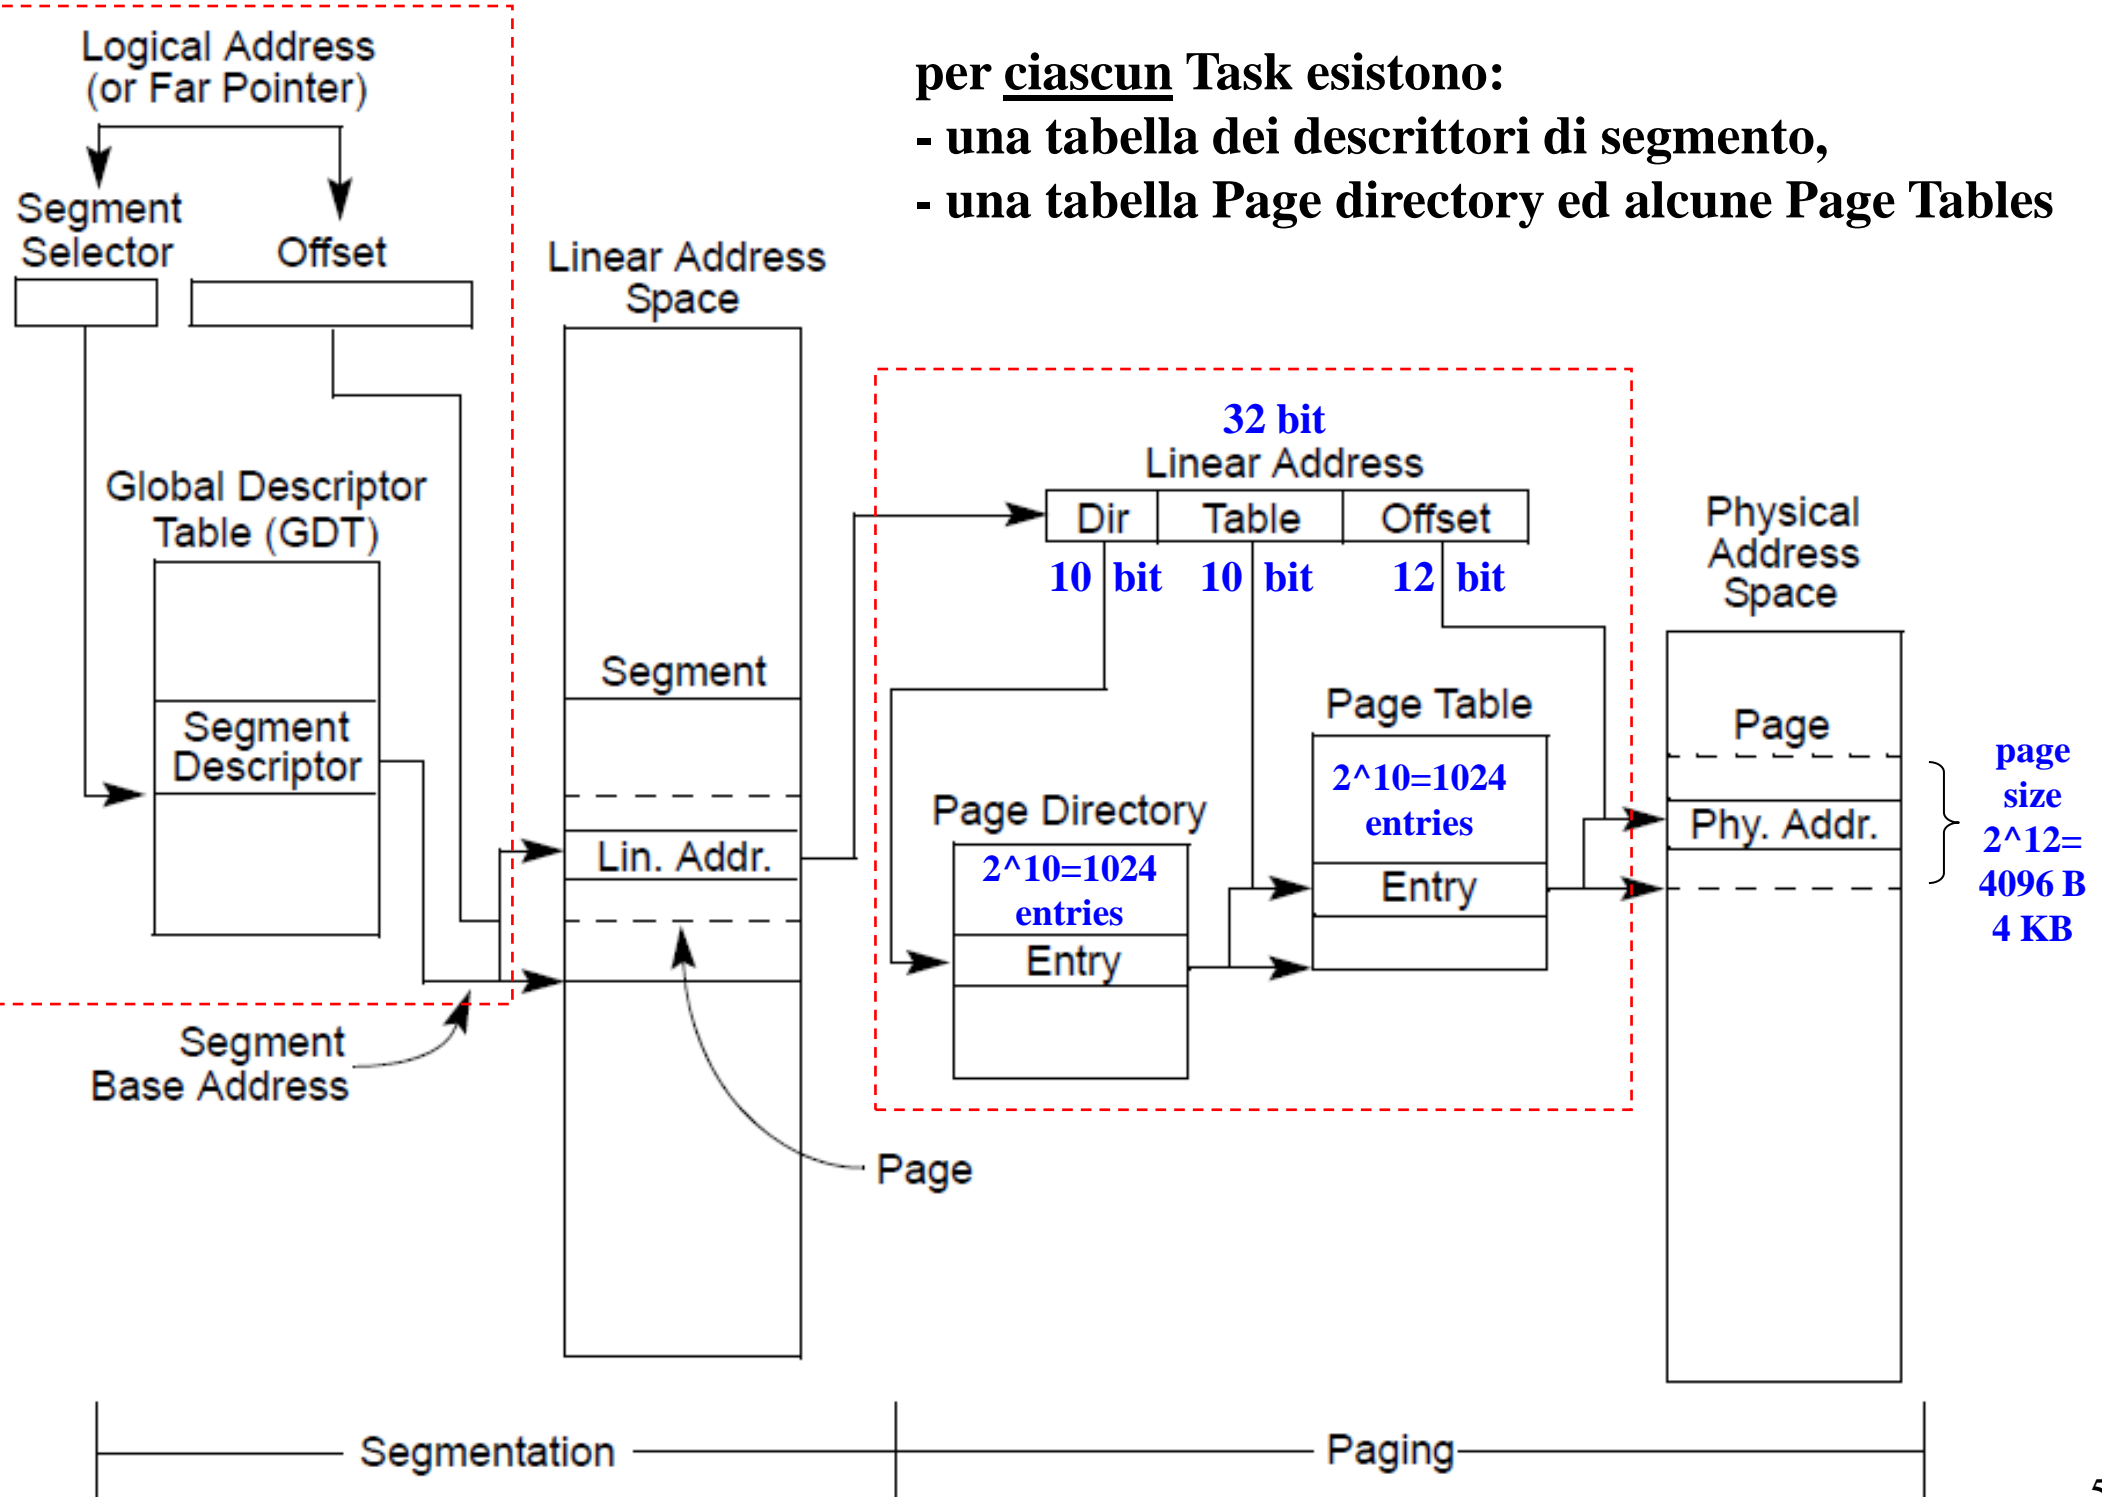 Logical Address
(or Far Pointer)
per ciascun Task esistono:
- una tabella dei descrittori di segmento,
- una tabella Page directory ed alcune Page Tables
Segment
Selector
Offset
Linear Address
Space
32 bit
Linear Address
Dir
Table
Offset
10 bit
10 bit
12 bit
Global Descriptor
Table (GDT)
Physical
Address
Space
Segment
Segment
Descriptor
Page Table
2^10=1024
entries
Page
page
size
2^12=
4096 B
4 KB
Page Directory
2^10=1024
entries
Phy. Addr.
Lin. Addr.
Entry
Entry
Segment
Base Address
Page
Segmentation
Paging